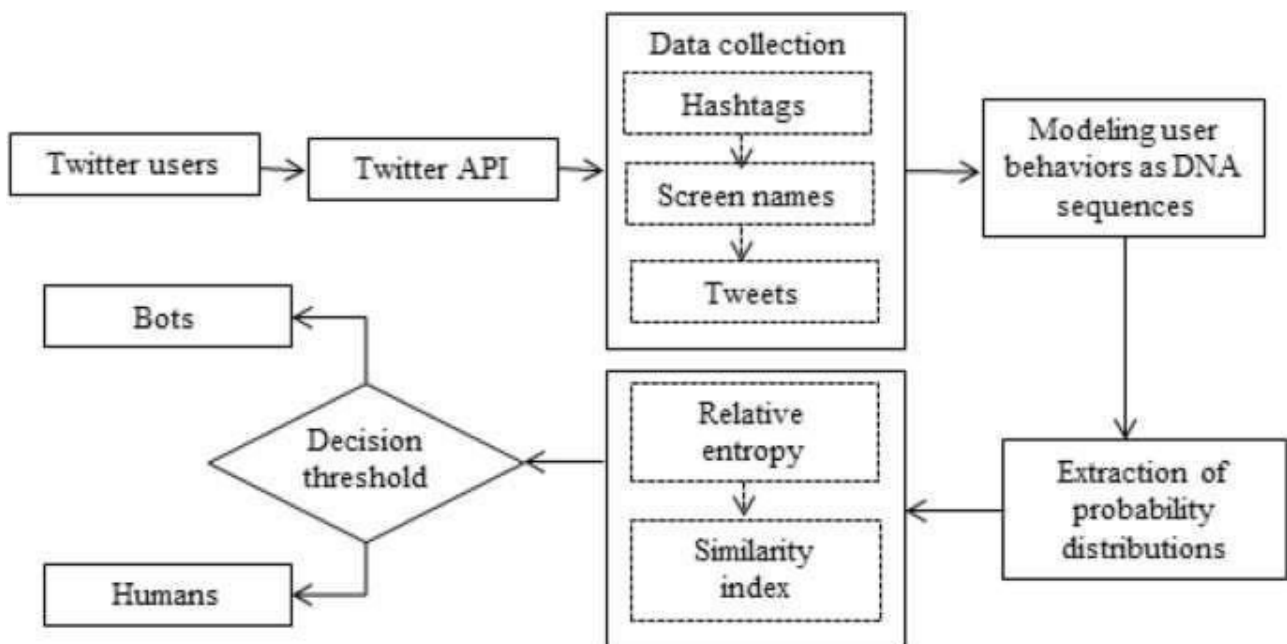 Twitter users
Twitter API
Data collection
Hashtags
Screen names
Tweets
Modeling user
behaviors as DNA
sequences
Extraction of
probability
distributions
Relative
entropy
Similarity
index
Decision
threshold
Bots
Humans